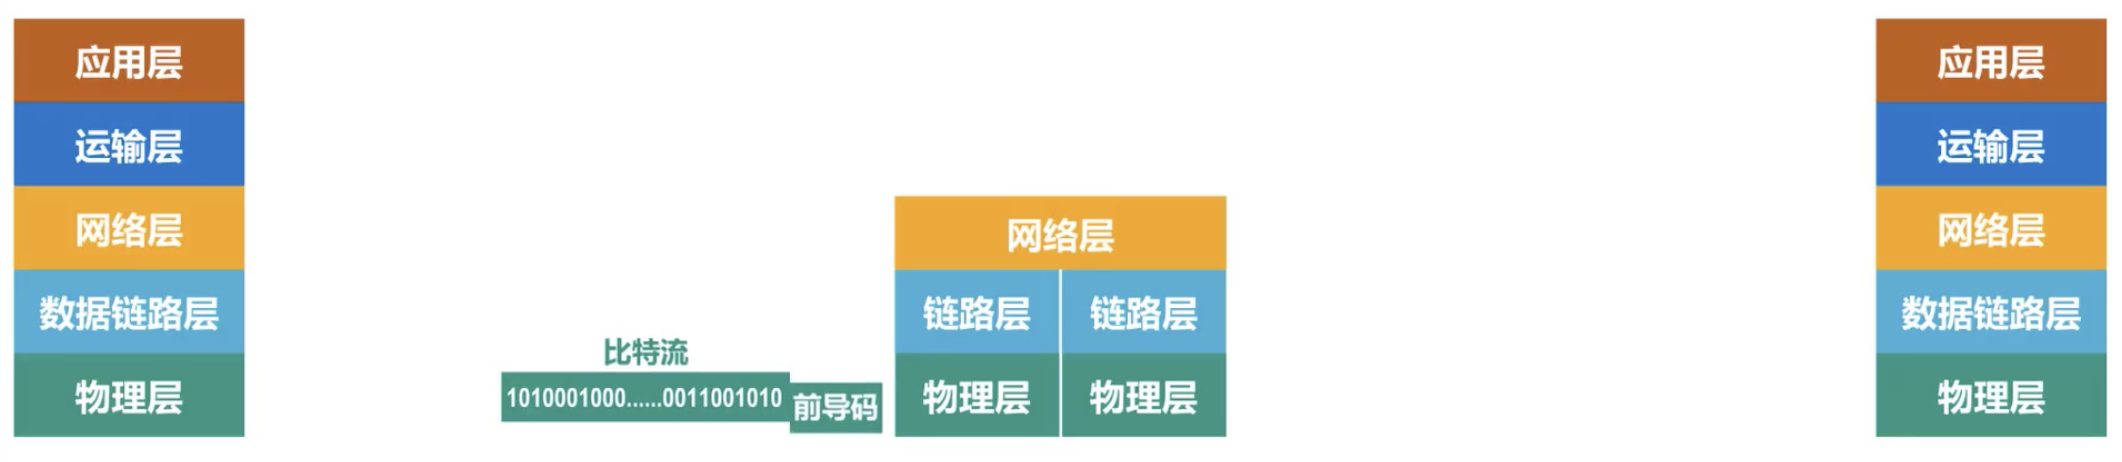 应用层
运输层
网络层
数据链路层
物理层
比特流
1010001000......0011001010
前导码
网络层
链路层
链路层
物理层
物理层
应用层
运输层
网络层
数据链路层
物理层